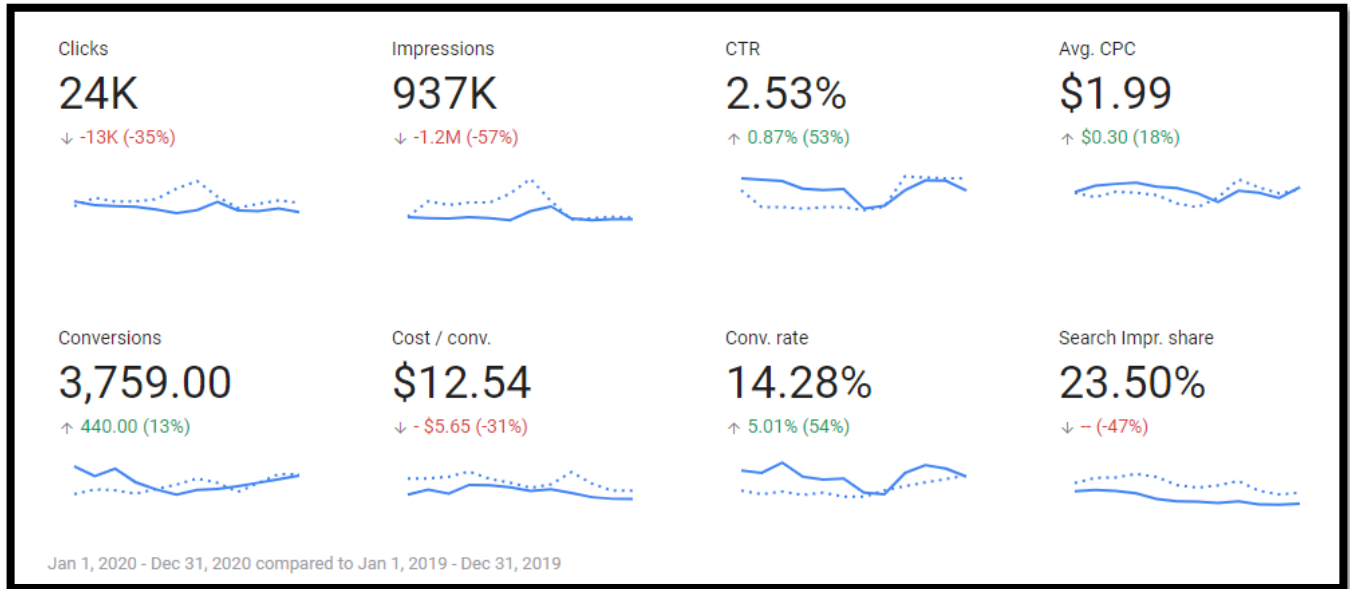 Clicks
24K
↓ -13K (-35%)
Impressions
937K
↓ -1.2M (-57%)
CTR
2.53%
↑ 0.87% (53%)
Avg. CPC
$1.99
↑ $0.30 (18%)
Conversions
3,759.00
↑ 440.00 (13%)
Cost / conv.
$12.54
↓ - $5.65 (-31%)
Conv. rate
14.28%
↑ 5.01% (54%)
Search Impr. share
23.50%
↓ -- (-47%)
Jan 1, 2020 - Dec 31, 2020 compared to Jan 1, 2019 - Dec 31, 2019